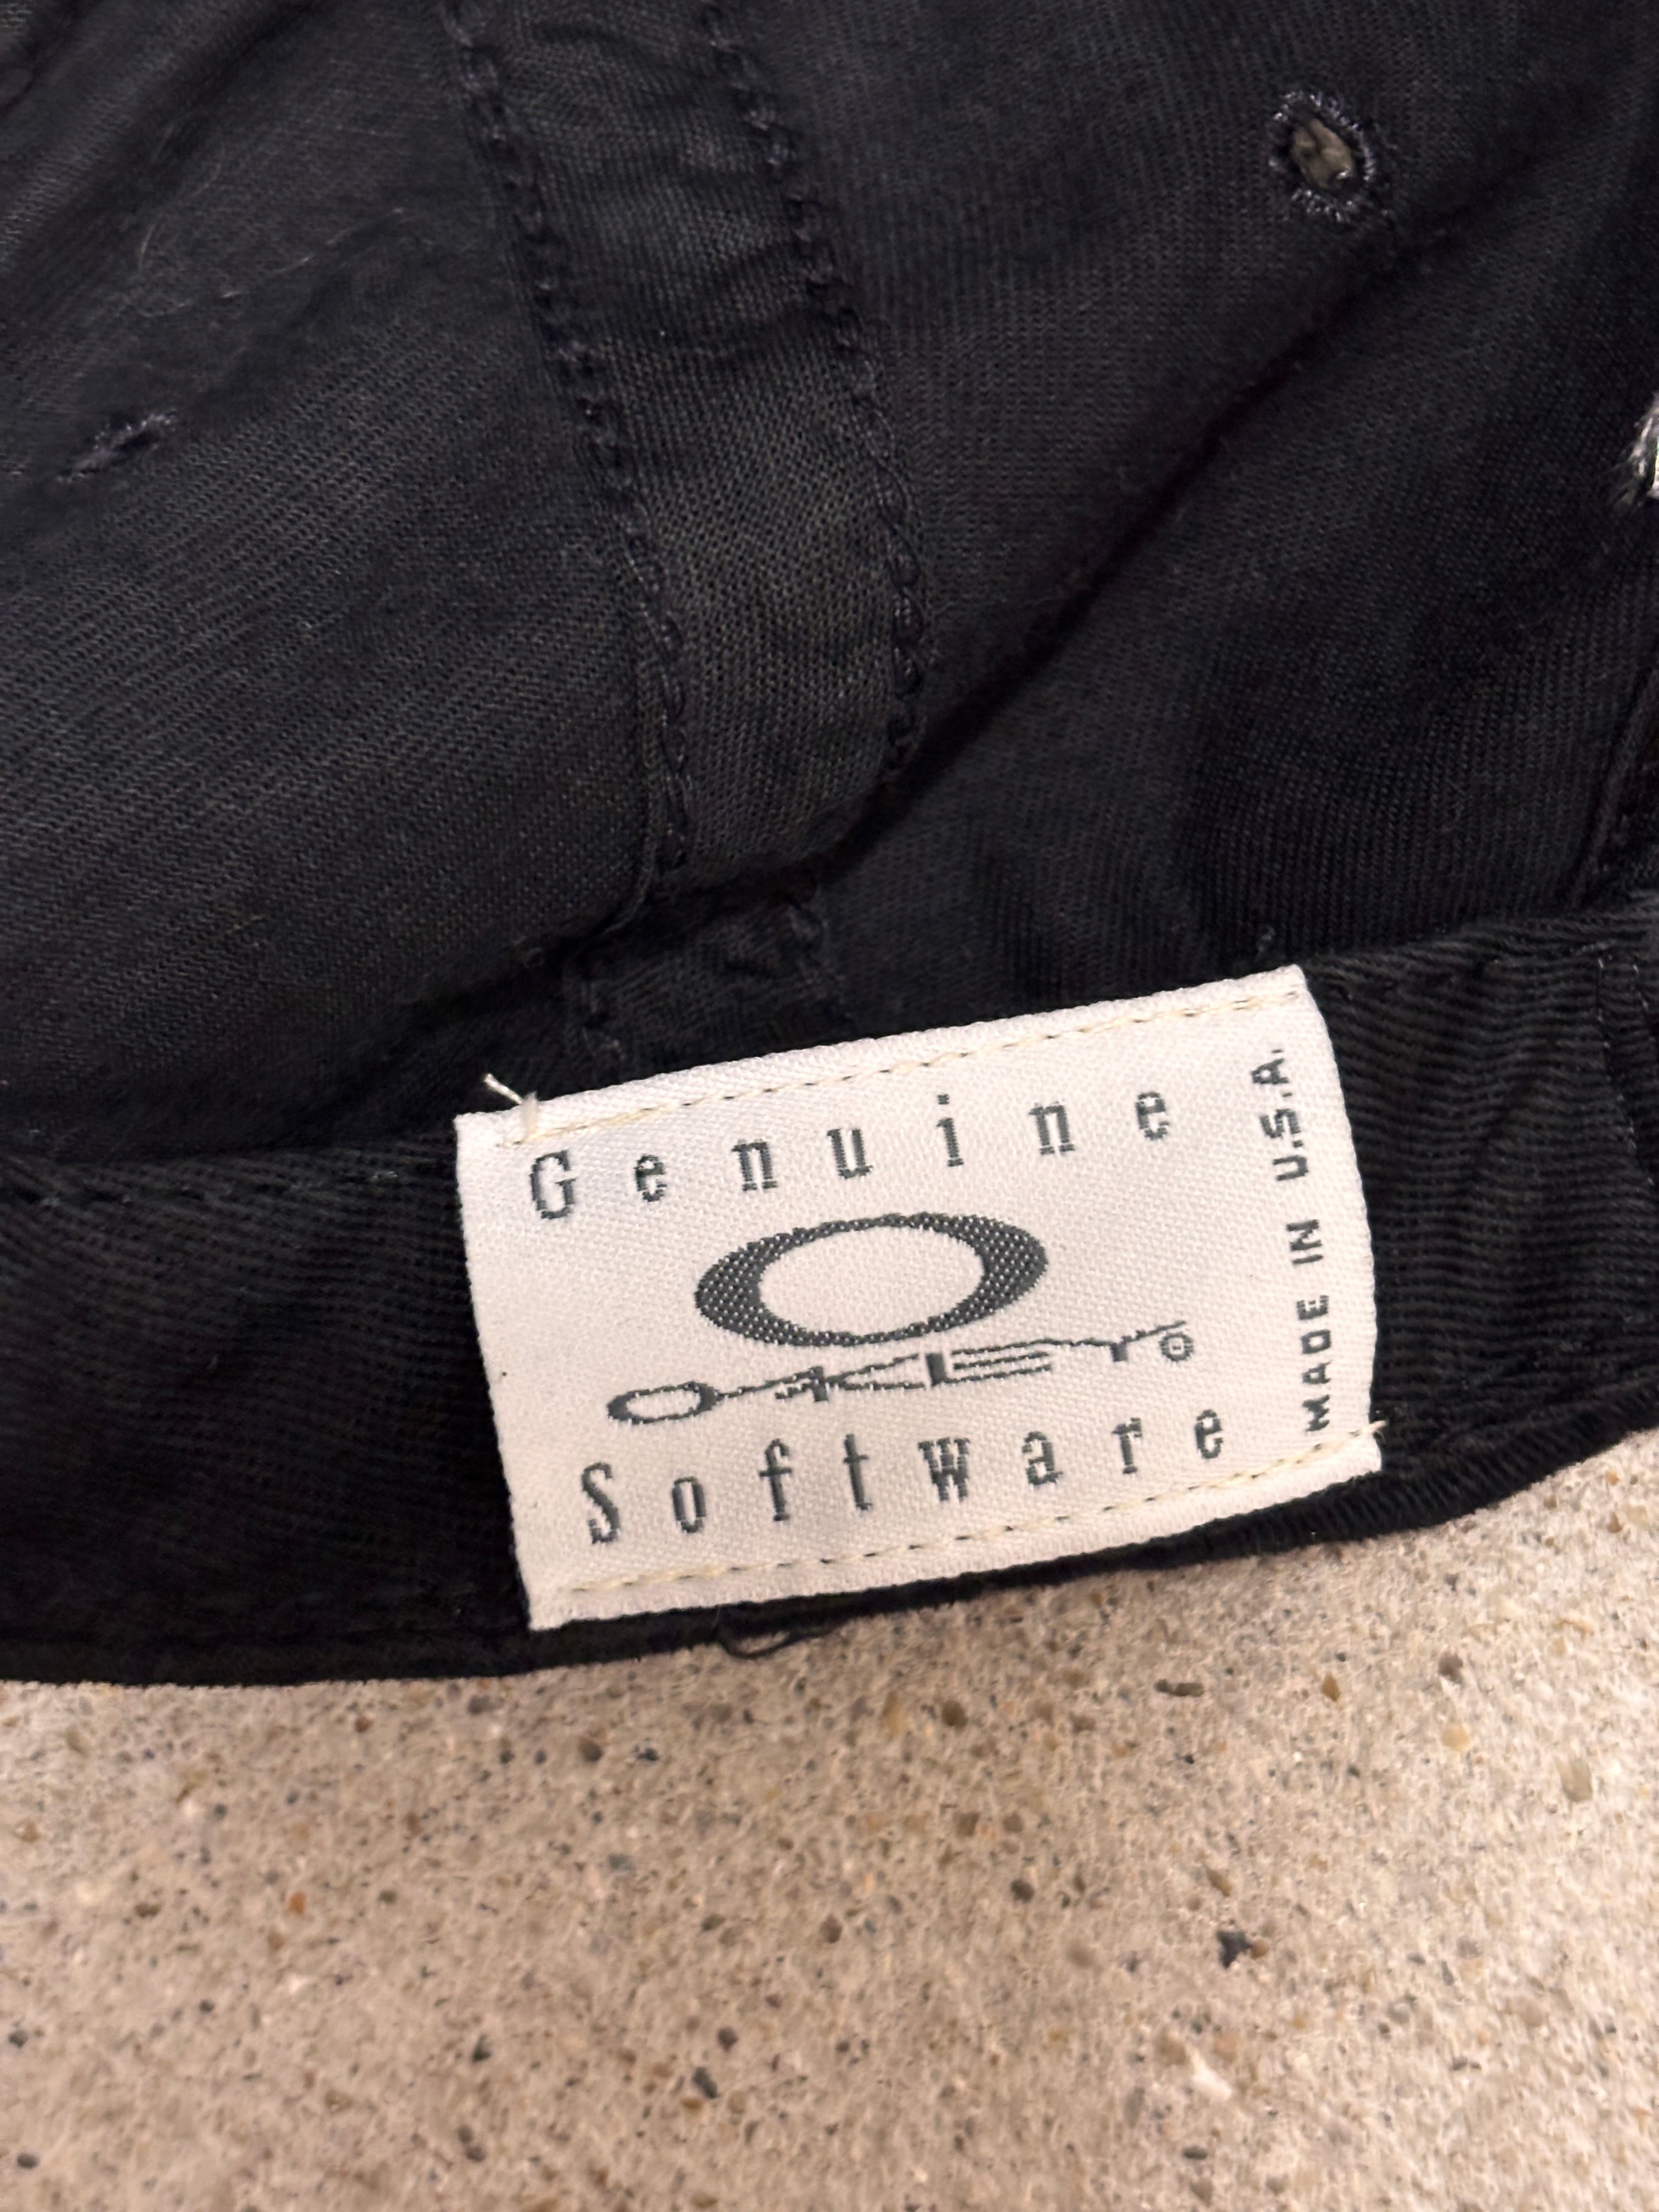 Genuine
OAKLEY®
Software
MADE IN U.S.A.